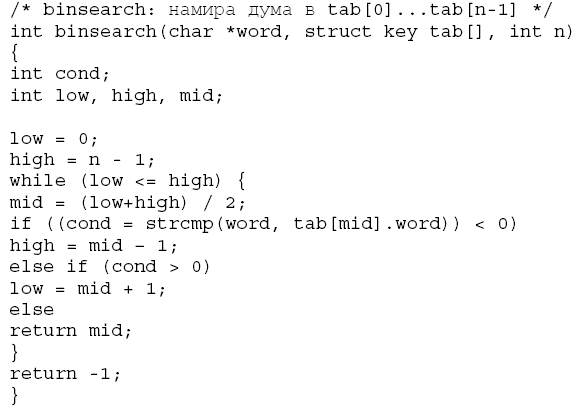 /* binsearch: намира дума в tab[0]...tab[n-1] */
int binsearch(char *word, struct key tab[], int n)
{
int cond;
int low, high, mid;
low = 0;
high = n - 1;
while (low <= high) {
mid = (low+high) / 2;
if ((cond = strcmp(word, tab[mid].word)) < 0)
high = mid - 1;
else if (cond > 0)
low = mid + 1;
else
return mid;
}
return -1;
}